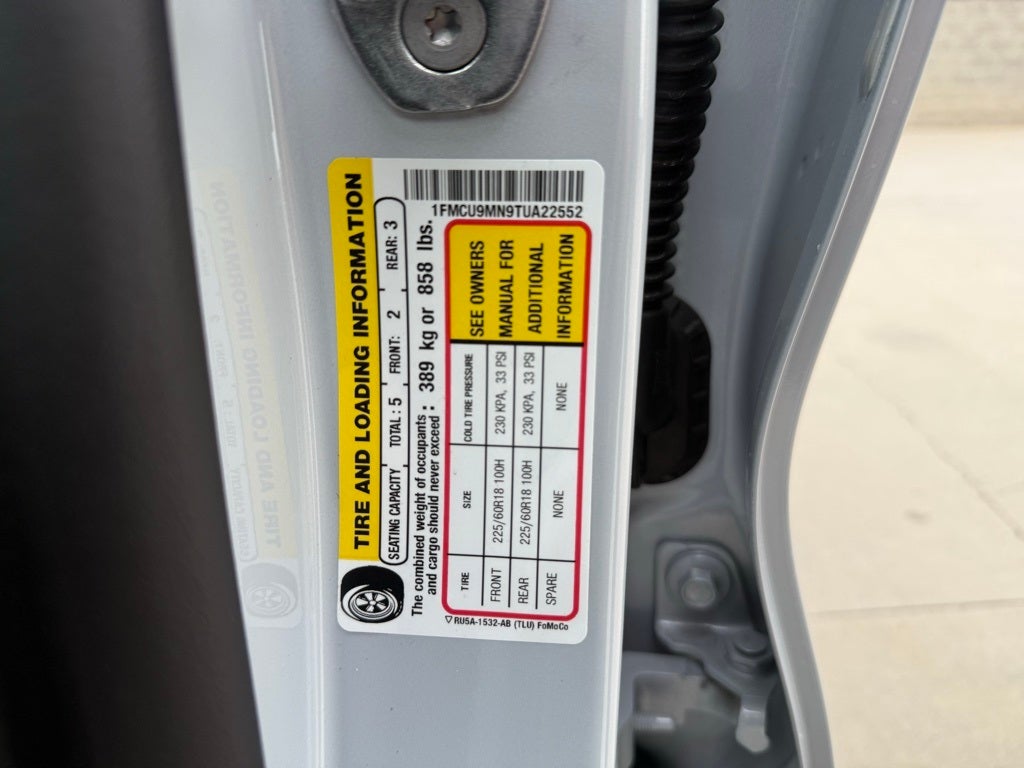 1FMCU9MN9TUA22552
TIRE AND LOADING INFORMATION
SEATING CAPACITY TOTAL : 5 FRONT: 2 REAR: 3
The combined weight of occupants
and cargo should never exceed : 389 kg or 858 lbs.
TIRE SIZE COLD TIRE PRESSURE
FRONT 225/60R18 100H 230 KPA, 33 PSI
REAR 225/60R18 100H 230 KPA, 33 PSI
SPARE NONE NONE
SEE OWNERS
MANUAL FOR
ADDITIONAL
INFORMATION
RU5A-1532-AB (TLU) FoMoCo